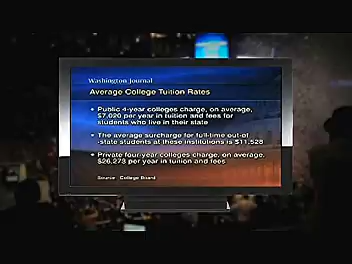 Washington Journal
Average College Tuition Rates
• Public 4-year colleges charge, on average,
$7,020 per year in tuition and fees for
students who live in their state
• The average surcharge for full-time out-of
-state students at these institutions is $11,528
• Private four-year colleges charge, on average,
$26,273 per year in tuition and fees
Source: College Board